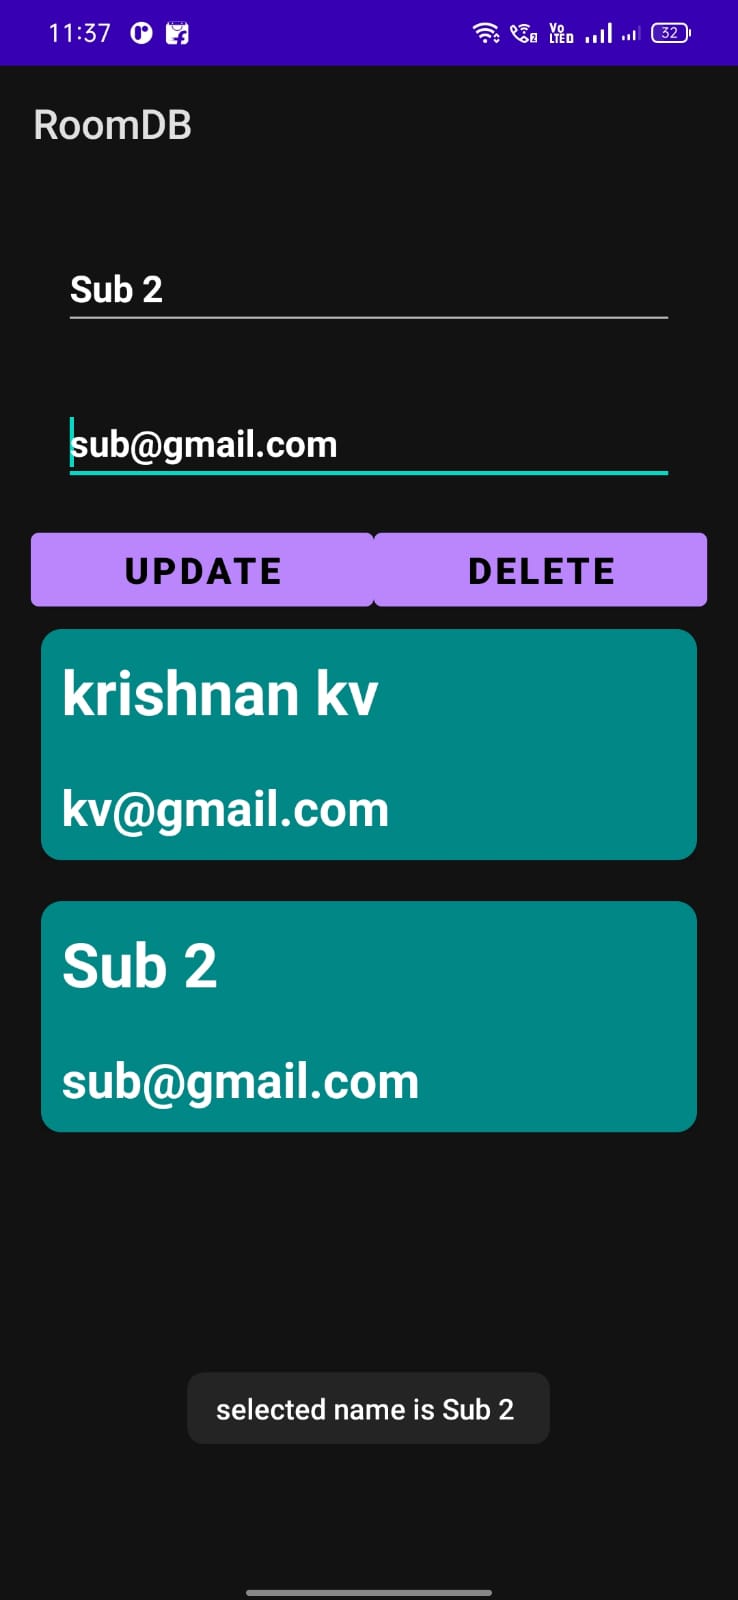 11:37 Vo LTED 32
RoomDB
Sub 2
sub@gmail.com
UPDATE DELETE
krishnan kv
kv@gmail.com
Sub 2
sub@gmail.com
selected name is Sub 2